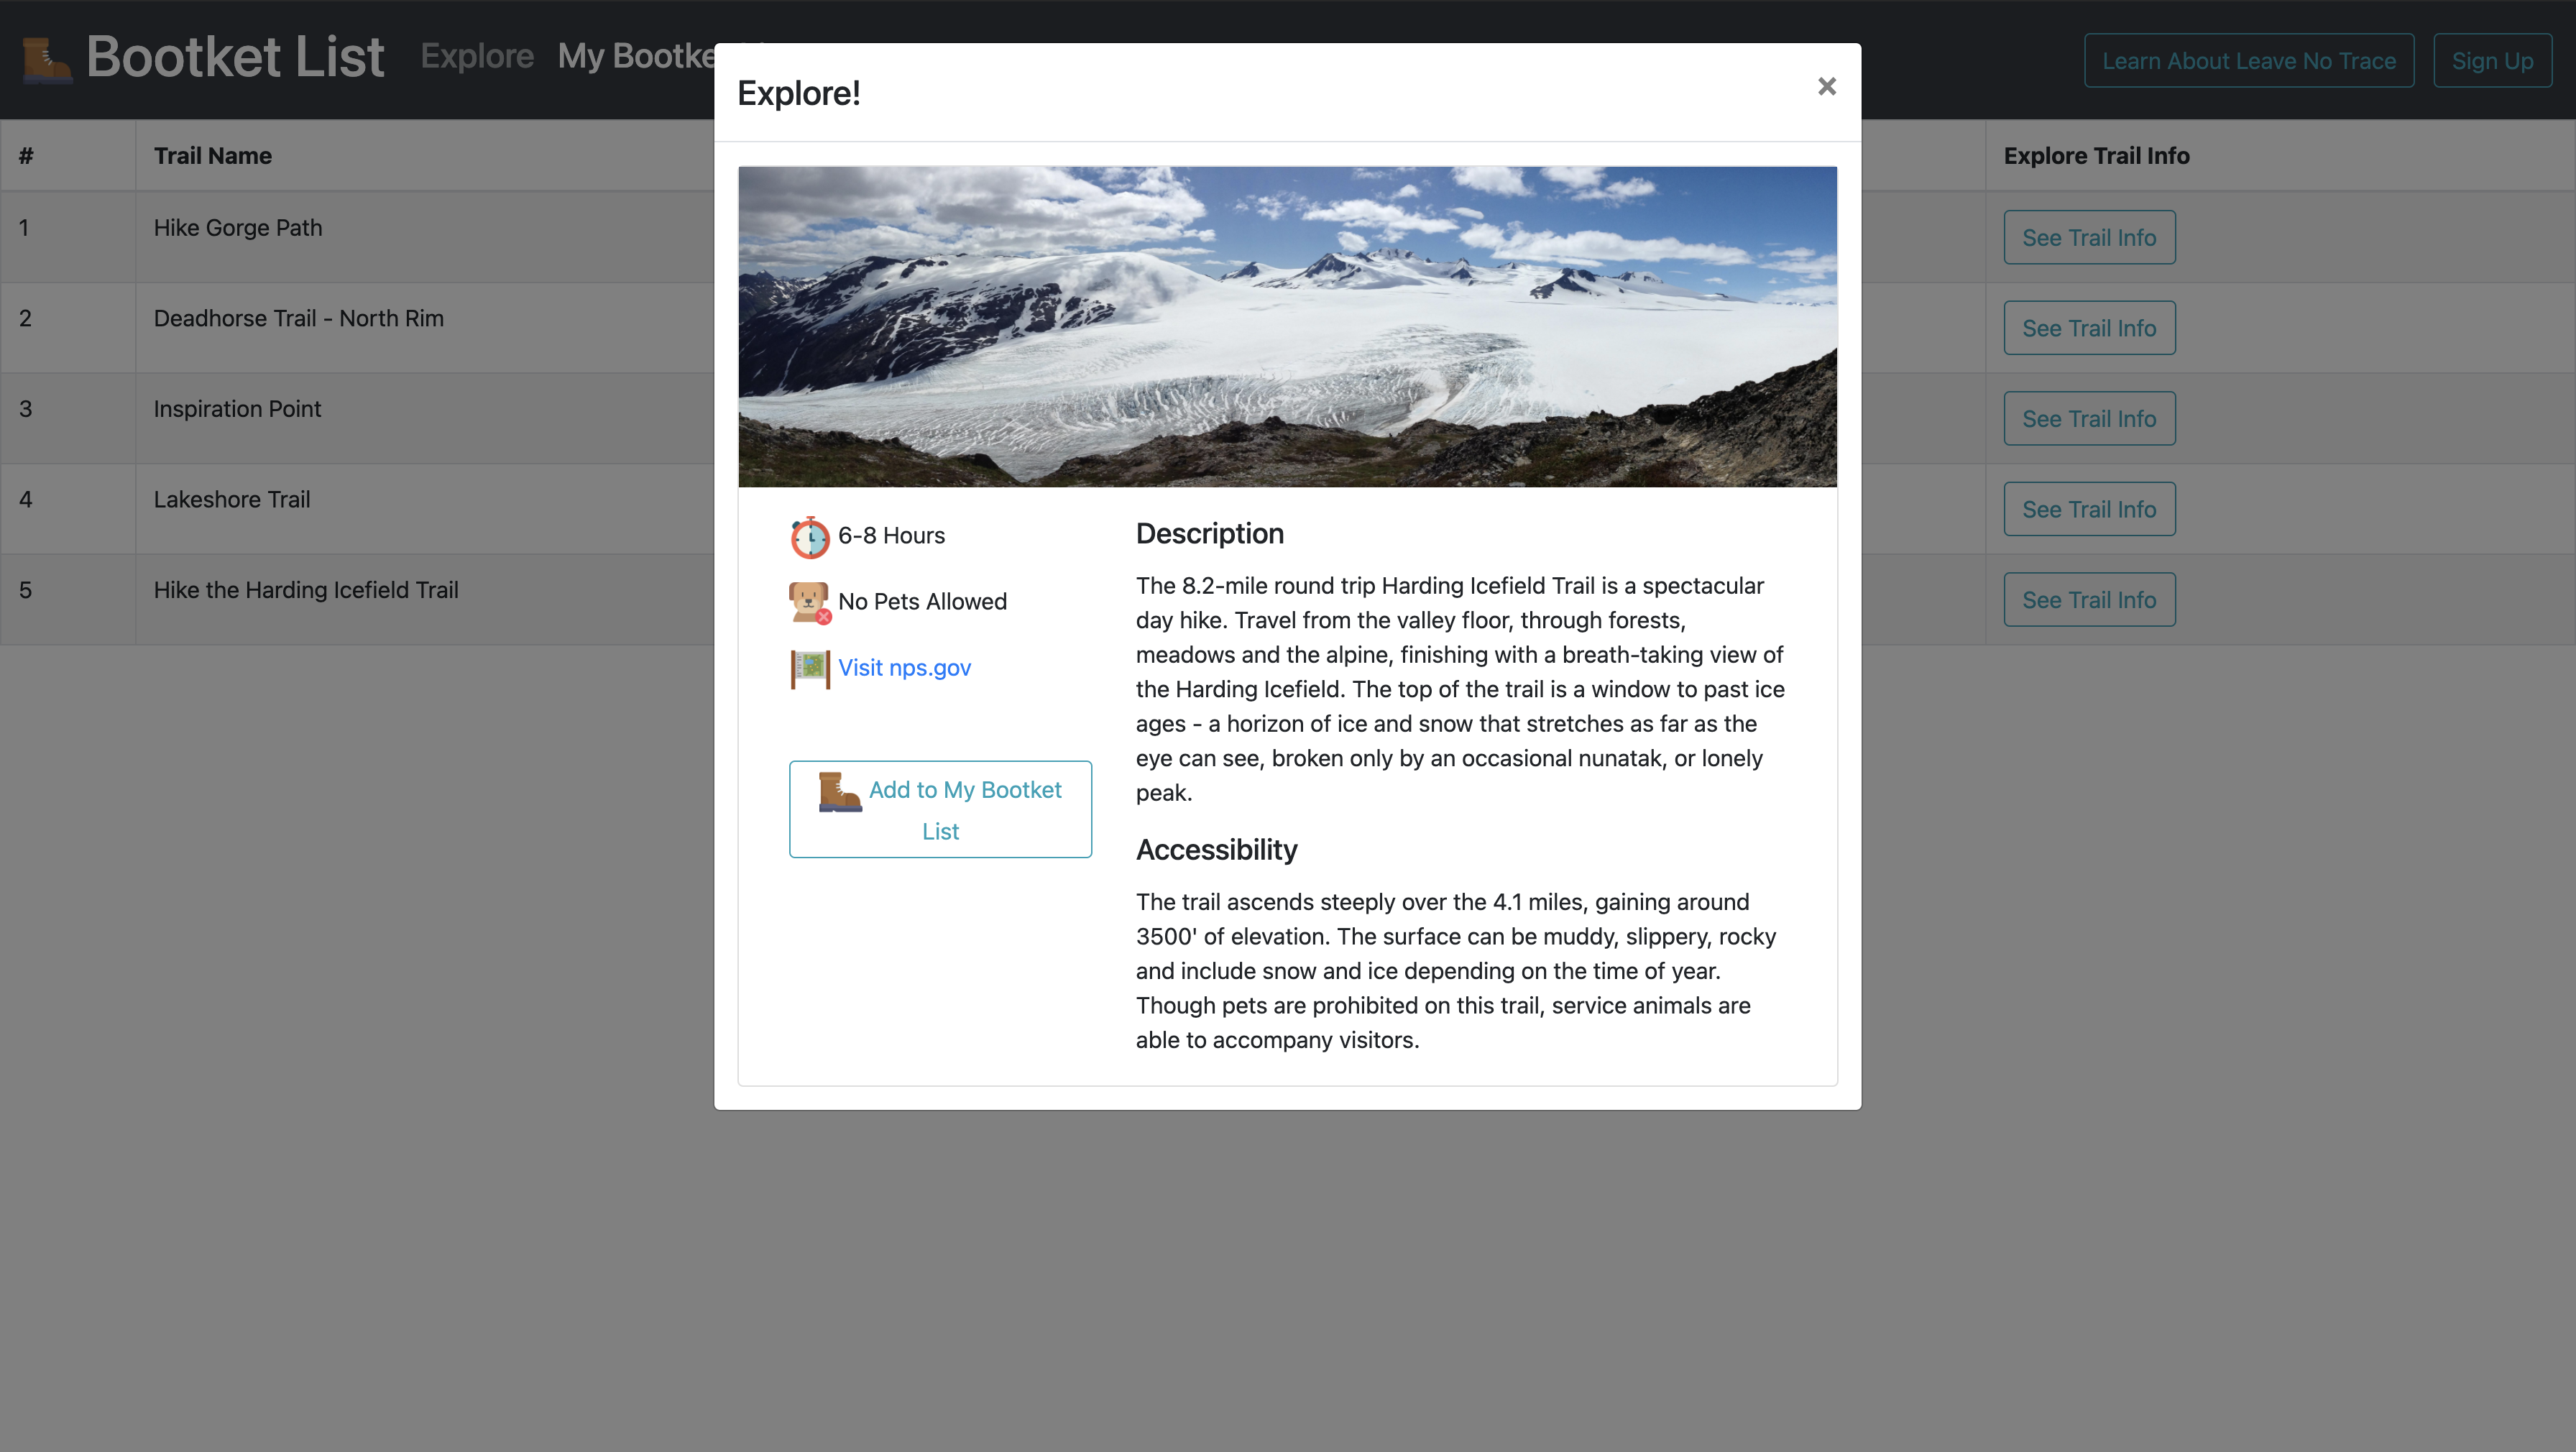 Bootket List Explore My Bootke
Learn About Leave No Trace Sign Up
Explore!
×
# Trail Name Explore Trail Info
1 Hike Gorge Path See Trail Info
2 Deadhorse Trail - North Rim See Trail Info
3 Inspiration Point See Trail Info
4 Lakeshore Trail See Trail Info
5 Hike the Harding Icefield Trail See Trail Info
6-8 Hours
No Pets Allowed
Visit nps.gov
Add to My Bootket
List
Description
The 8.2-mile round trip Harding Icefield Trail is a spectacular
day hike. Travel from the valley floor, through forests,
meadows and the alpine, finishing with a breath-taking view of
the Harding Icefield. The top of the trail is a window to past ice
ages - a horizon of ice and snow that stretches as far as the
eye can see, broken only by an occasional nunatak, or lonely
peak.
Accessibility
The trail ascends steeply over the 4.1 miles, gaining around
3500' of elevation. The surface can be muddy, slippery, rocky
and include snow and ice depending on the time of year.
Though pets are prohibited on this trail, service animals are
able to accompany visitors.